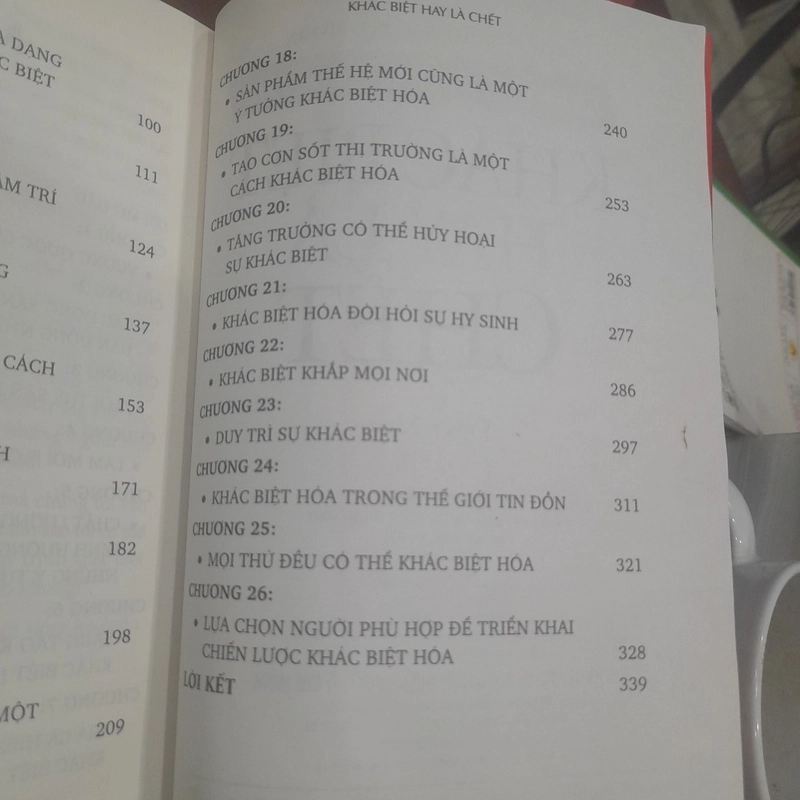 A DẠNG
C BIỆT
100
111
ÂM TRÍ
124
G
137
CÁCH
153
H
171
182
198
MỘT
209
KHÁC BIỆT HAY LÀ CHẾT
CHƯƠNG 18:
• SẢN PHẨM THẾ HỆ MỚI CŨNG LÀ MỘT
Ý TƯỞNG KHÁC BIỆT HÓA 240
CHƯƠNG 19:
• TẠO CƠN SỐT THỊ TRƯỜNG LÀ MỘT
CÁCH KHÁC BIỆT HÓA 253
CHƯƠNG 20:
• TĂNG TRƯỞNG CÓ THỂ HỦY HOẠI
SỰ KHÁC BIỆT 263
CHƯƠNG 21:
• KHÁC BIỆT HÓA ĐÒI HỎI SỰ HY SINH 277
CHƯƠNG 22:
• KHÁC BIỆT KHẮP MỌI NƠI 286
CHƯƠNG 23:
• DUY TRÌ SỰ KHÁC BIỆT 297
CHƯƠNG 24:
• KHÁC BIỆT HÓA TRONG THẾ GIỚI TIN ĐỒN 311
CHƯƠNG 25:
• MỌI THỨ ĐỀU CÓ THỂ KHÁC BIỆT HÓA 321
CHƯƠNG 26:
• LỰA CHỌN NGƯỜI PHÙ HỢP ĐỂ TRIỂN KHAI
CHIẾN LƯỢC KHÁC BIỆT HÓA 328
LỜI KẾT 339